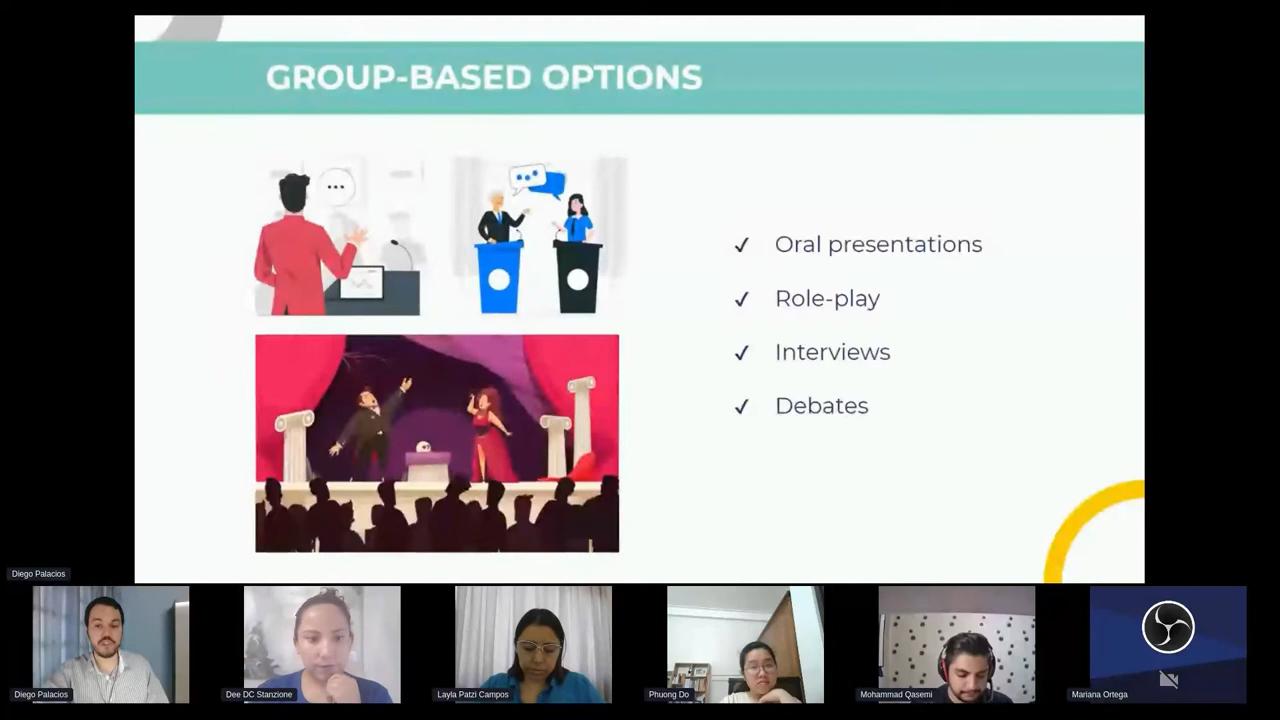 GROUP-BASED OPTIONS
✓ Oral presentations
✓ Role-play
✓ Interviews
✓ Debates
Diego Palacios
Diego Palacios
Dee DC Stanzione
Layla Patzi Campos
Phuong Do
Mohammad Qasemi
Mariana Ortega